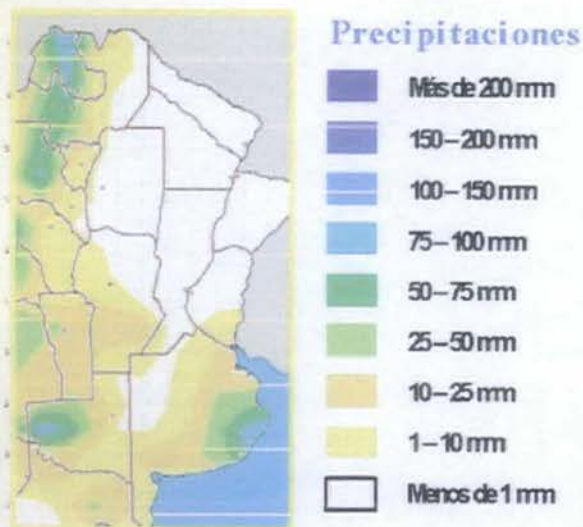 Precipitaciones
Más de 200 mm
150–200 mm
100–150 mm
75–100 mm
50–75 mm
25–50 mm
10–25 mm
1–10 mm
Menos de 1 mm